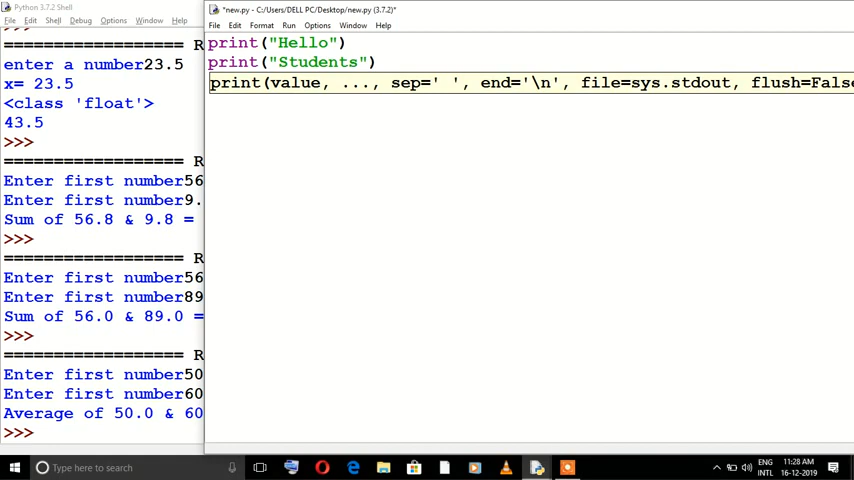 Python 3.7.2 Shell
File Edit Shell Debug Options Window Help
>>>
=================== R
enter a number23.5
x= 23.5
<class 'float'>
43.5
>>>
=================== R
Enter first number56
Enter first number9.
Sum of 56.8 & 9.8 =
>>>
=================== R
Enter first number56
Enter first number89
Sum of 56.0 & 89.0 =
>>>
=================== R
Enter first number50
Enter first number60
Average of 50.0 & 60
>>>
*new.py - C:/Users/DELL PC/Desktop/new.py (3.7.2)*
File Edit Format Run Options Window Help
print("Hello")
print("Students")
print(value, ..., sep=' ', end='\n', file=sys.stdout, flush=False
Type here to search
ENG
INTL
11:28 AM
16-12-2019